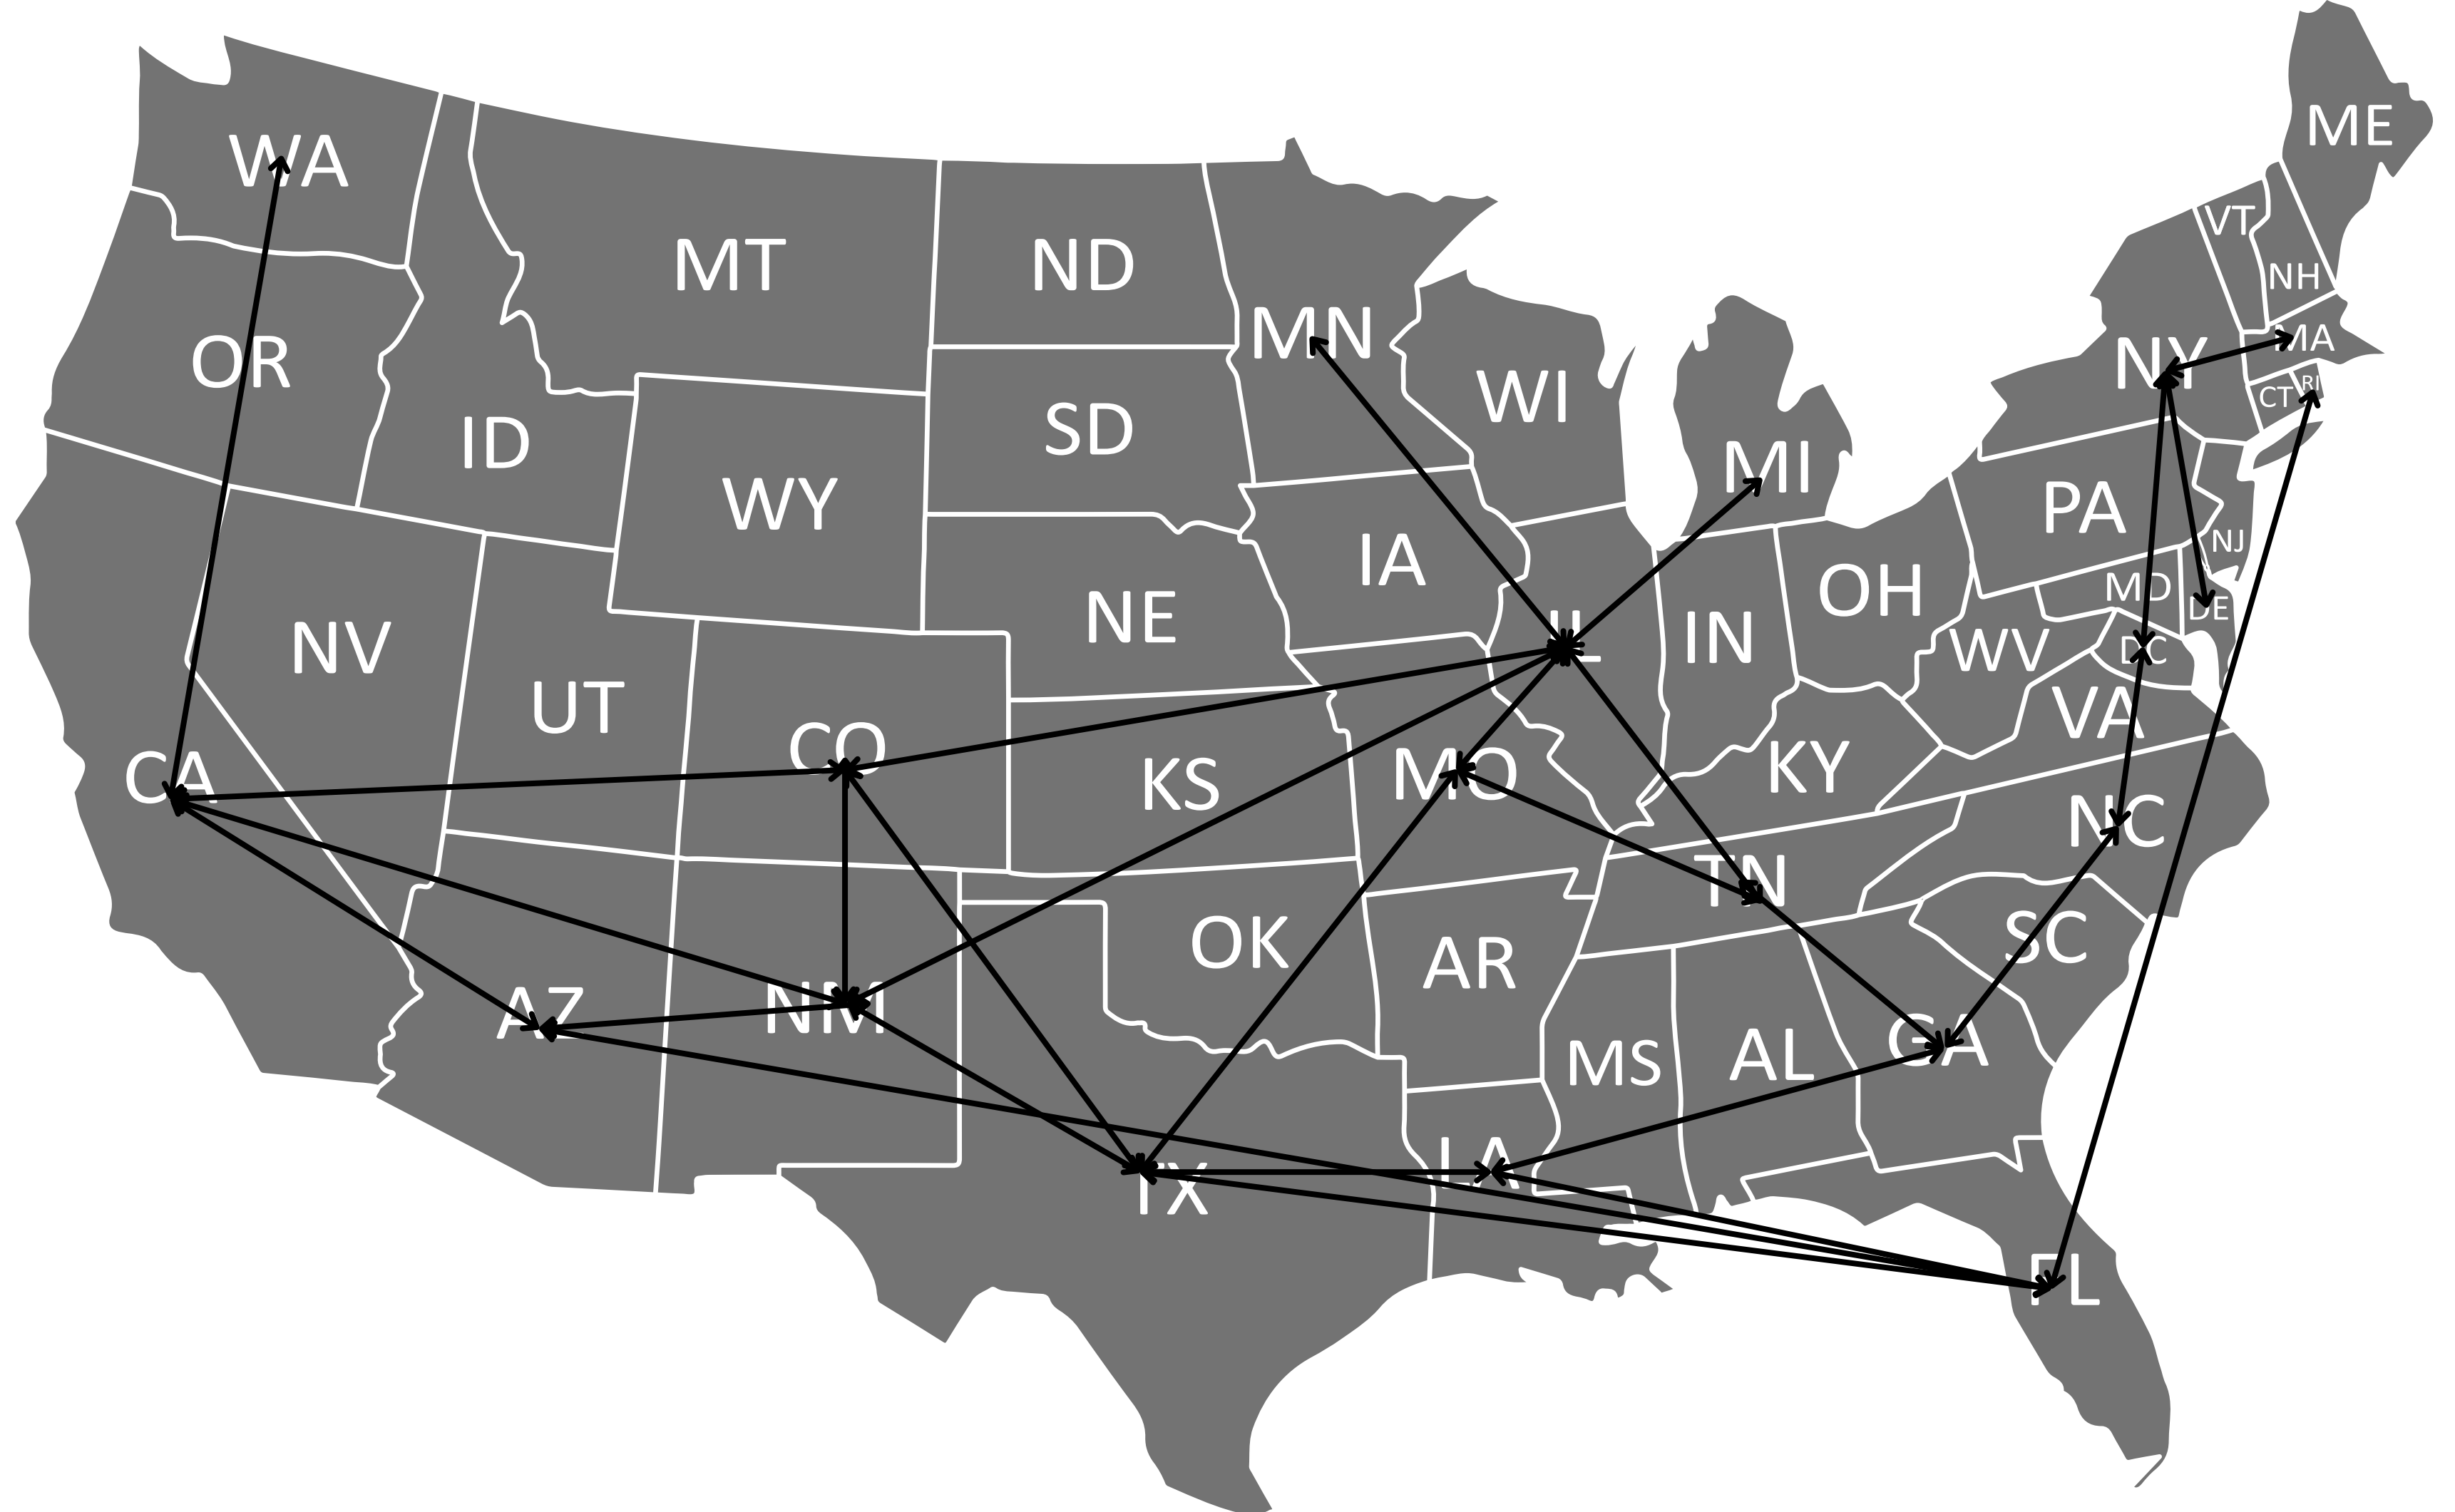 ME
WA
VT
MT
ND
NH
MN
MA
NY
OR
WI
RI
CT
SD
ID
MI
WY
PA
NJ
IA
OH
MD
DE
NE
IL
IN
WV
DC
NV
UT
VA
CO
CA
KS
MO
KY
NC
TN
OK
SC
AR
AZ
NM
GA
MS
AL
LA
TX
FL